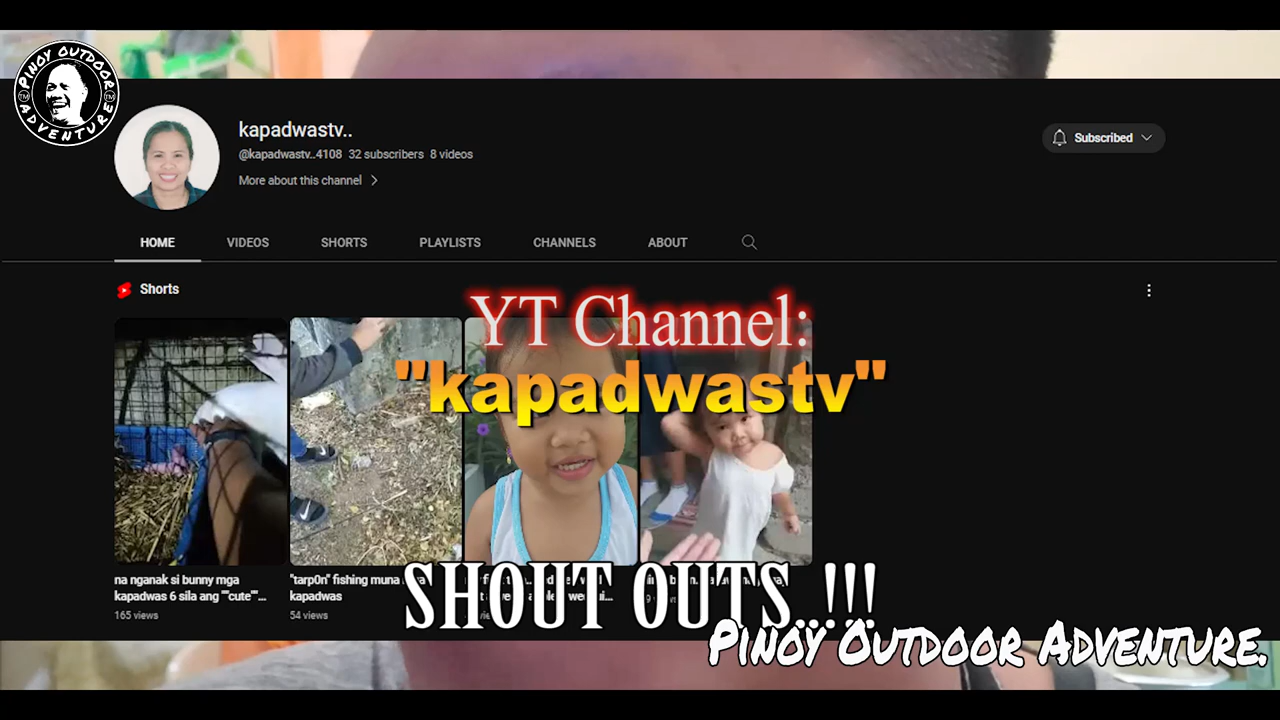 PINOY OUTDOOR
ADVENTURE
TM
TM
kapadwastv..
@kapadwastv..4108 32 subscribers 8 videos
More about this channel
Subscribed
HOME VIDEOS SHORTS PLAYLISTS CHANNELS ABOUT
Shorts
YT Channel:
"kapadwastv"
na nganak si bunny mga
kapadwas 6 sila ang ""cute""...
165 views
"tarp0n" fishing muna
kapadwas
54 views
SHOUT OUTS..!!!
PINOY OUTDOOR ADVENTURE.